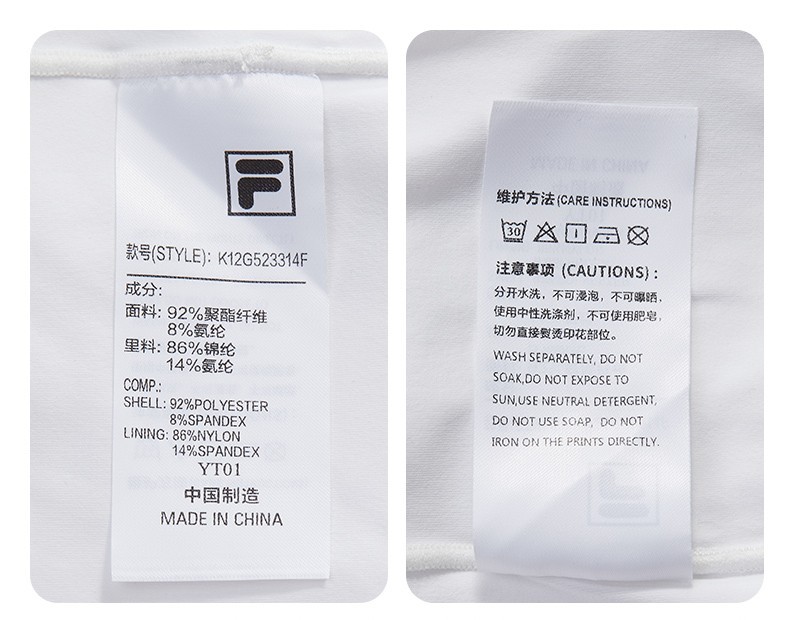 F
款号(STYLE): K12G523314F
成分:
面料: 92%聚酯纤维
8%氨纶
里料: 86%锦纶
14%氨纶
COMP.:
SHELL: 92%POLYESTER
8%SPANDEX
LINING: 86%NYLON
14%SPANDEX
YT01
中国制造
MADE IN CHINA
维护方法(CARE INSTRUCTIONS)
30
注意事项 (CAUTIONS) :
分开水洗, 不可浸泡, 不可曝晒,
使用中性洗涤剂, 不可使用肥皂,
切勿直接熨烫印花部位。
WASH SEPARATELY, DO NOT
SOAK,DO NOT EXPOSE TO
SUN,USE NEUTRAL DETERGENT,
DO NOT USE SOAP, DO NOT
IRON ON THE PRINTS DIRECTLY.